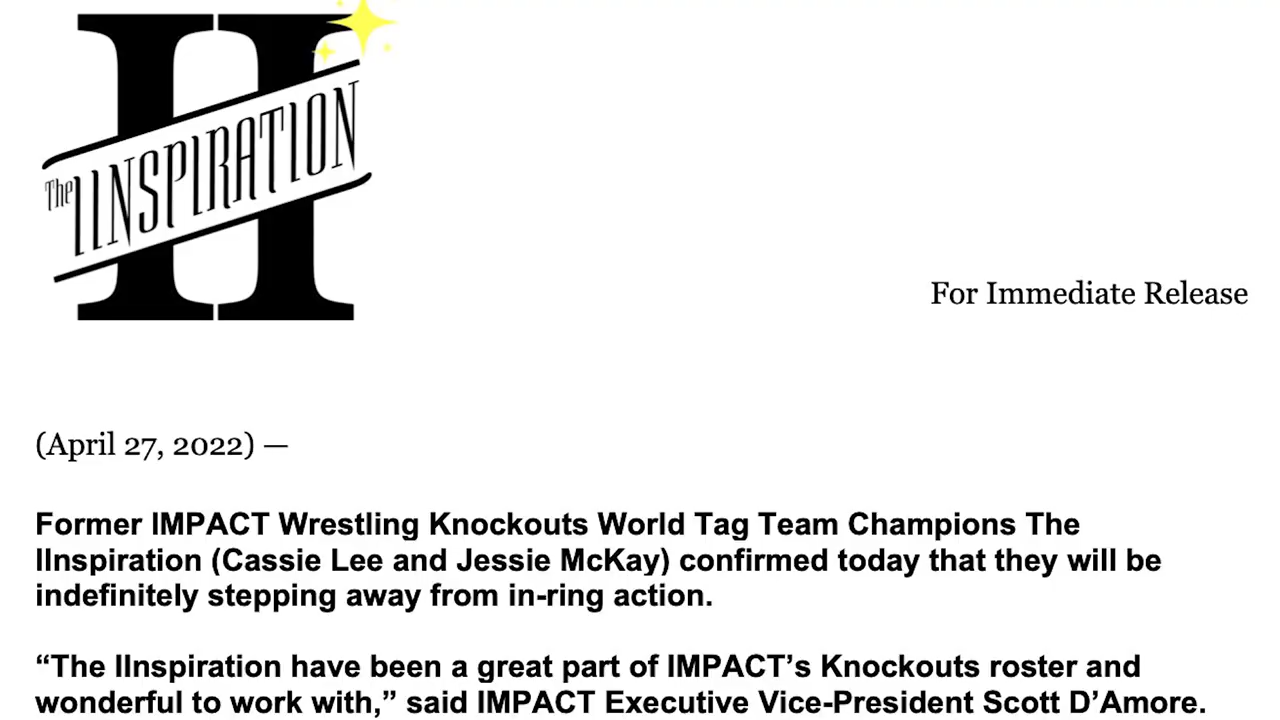 The IINSPIRATION
For Immediate Release
(April 27, 2022) —
Former IMPACT Wrestling Knockouts World Tag Team Champions The
IInspiration (Cassie Lee and Jessie McKay) confirmed today that they will be
indefinitely stepping away from in-ring action.
“The IInspiration have been a great part of IMPACT’s Knockouts roster and
wonderful to work with,” said IMPACT Executive Vice-President Scott D’Amore.